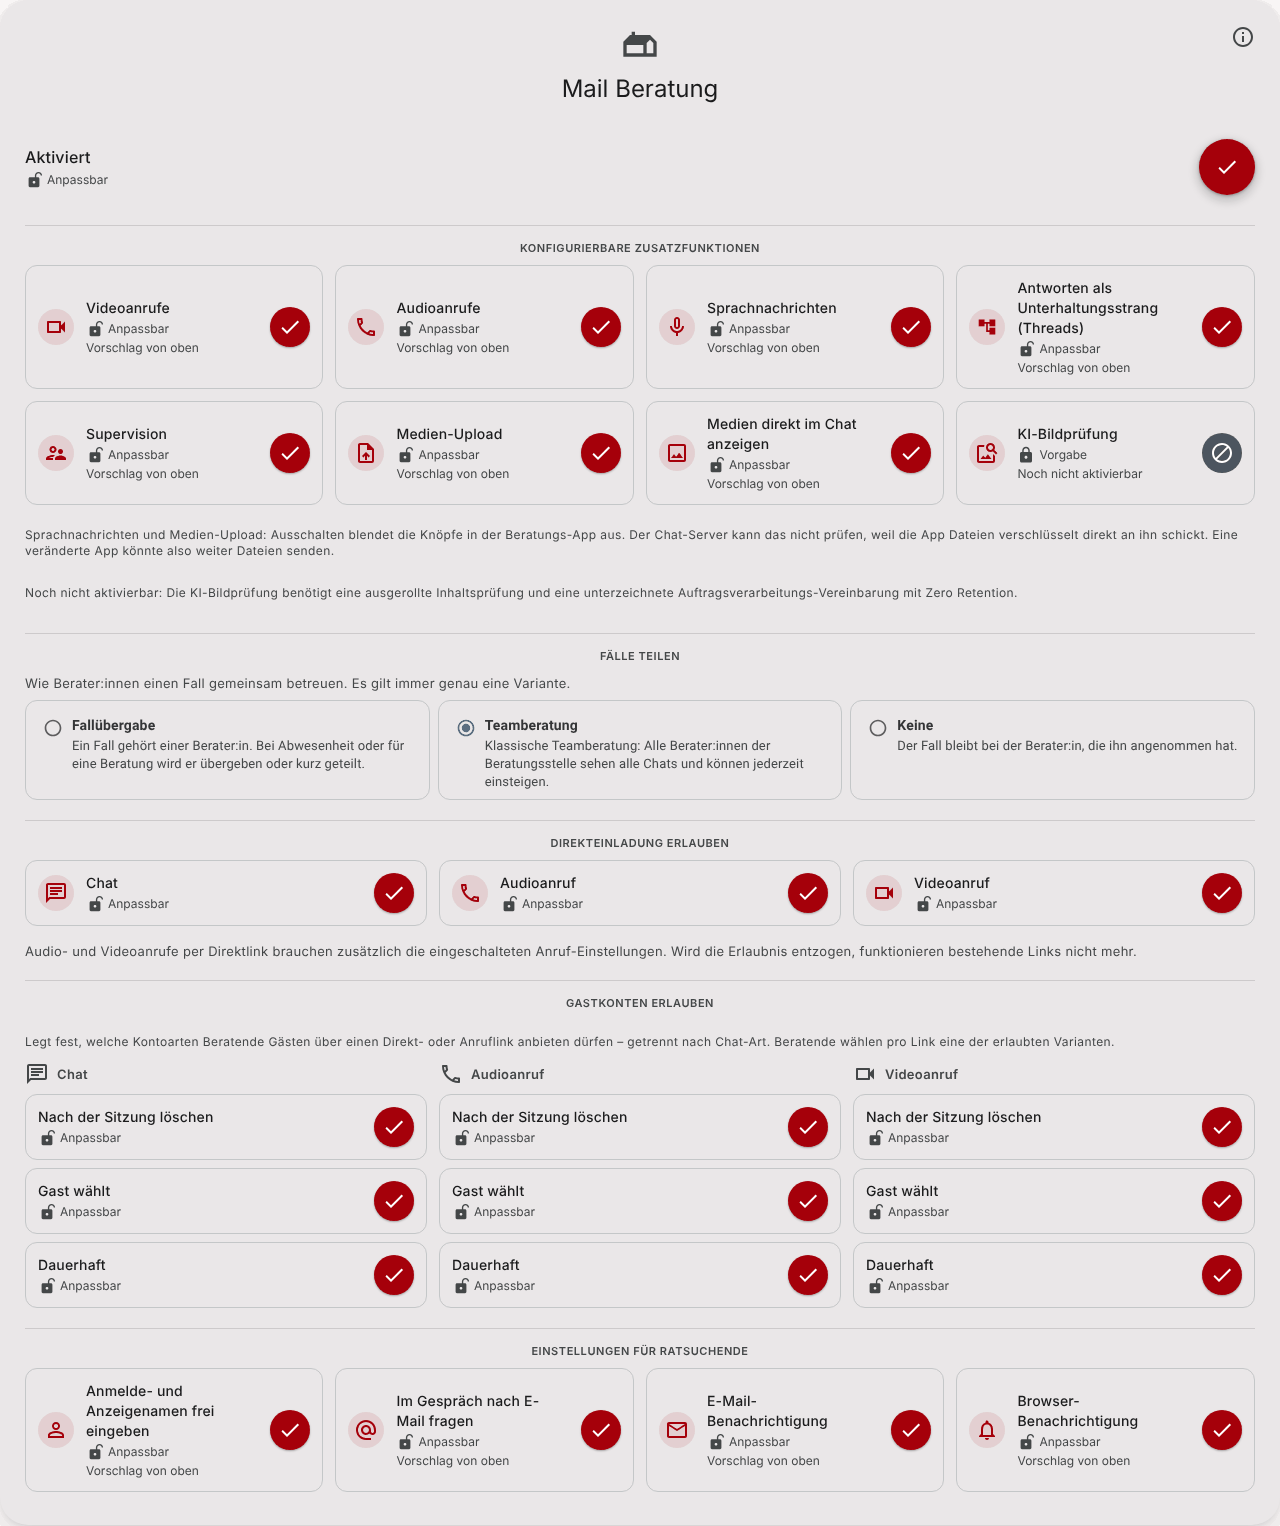 Mail Beratung
Aktiviert
Anpassbar
KONFIGURIERBARE ZUSATZFUNKTIONEN
Videoanrufe
Anpassbar
Vorschlag von oben
Audioanrufe
Anpassbar
Vorschlag von oben
Sprachnachrichten
Anpassbar
Vorschlag von oben
Antworten als
Unterhaltungsstrang
(Threads)
Anpassbar
Vorschlag von oben
Supervision
Anpassbar
Vorschlag von oben
Medien-Upload
Anpassbar
Vorschlag von oben
Medien direkt im Chat
anzeigen
Anpassbar
Vorschlag von oben
KI-Bildprüfung
Vorgabe
Noch nicht aktivierbar
Sprachnachrichten und Medien-Upload: Ausschalten blendet die Knöpfe in der Beratungs-App aus. Der Chat-Server kann das nicht prüfen, weil die App Dateien verschlüsselt direkt an ihn schickt. Eine
veränderte App könnte also weiter Dateien senden.
Noch nicht aktivierbar: Die KI-Bildprüfung benötigt eine ausgerollte Inhaltsprüfung und eine unterzeichnete Auftragsverarbeitungs-Vereinbarung mit Zero Retention.
FÄLLE TEILEN
Wie Berater:innen einen Fall gemeinsam betreuen. Es gilt immer genau eine Variante.
Fallübergabe
Ein Fall gehört einer Berater:in. Bei Abwesenheit oder für
eine Beratung wird er übergeben oder kurz geteilt.
Teamberatung
Klassische Teamberatung: Alle Berater:innen der
Beratungsstelle sehen alle Chats und können jederzeit
einsteigen.
Keine
Der Fall bleibt bei der Berater:in, die ihn angenommen hat.
DIREKTEINLADUNG ERLAUBEN
Chat
Anpassbar
Audioanruf
Anpassbar
Videoanruf
Anpassbar
Audio- und Videoanrufe per Direktlink brauchen zusätzlich die eingeschalteten Anruf-Einstellungen. Wird die Erlaubnis entzogen, funktionieren bestehende Links nicht mehr.
GASTKONTEN ERLAUBEN
Legt fest, welche Kontoarten Beratende Gästen über einen Direkt- oder Anruflink anbieten dürfen – getrennt nach Chat-Art. Beratende wählen pro Link eine der erlaubten Varianten.
Chat
Nach der Sitzung löschen
Anpassbar
Gast wählt
Anpassbar
Dauerhaft
Anpassbar
Audioanruf
Nach der Sitzung löschen
Anpassbar
Gast wählt
Anpassbar
Dauerhaft
Anpassbar
Videoanruf
Nach der Sitzung löschen
Anpassbar
Gast wählt
Anpassbar
Dauerhaft
Anpassbar
EINSTELLUNGEN FÜR RATSUCHENDE
Anmelde- und
Anzeigenamen frei
eingeben
Anpassbar
Vorschlag von oben
Im Gespräch nach E-
Mail fragen
Anpassbar
Vorschlag von oben
E-Mail-
Benachrichtigung
Anpassbar
Vorschlag von oben
Browser-
Benachrichtigung
Anpassbar
Vorschlag von oben